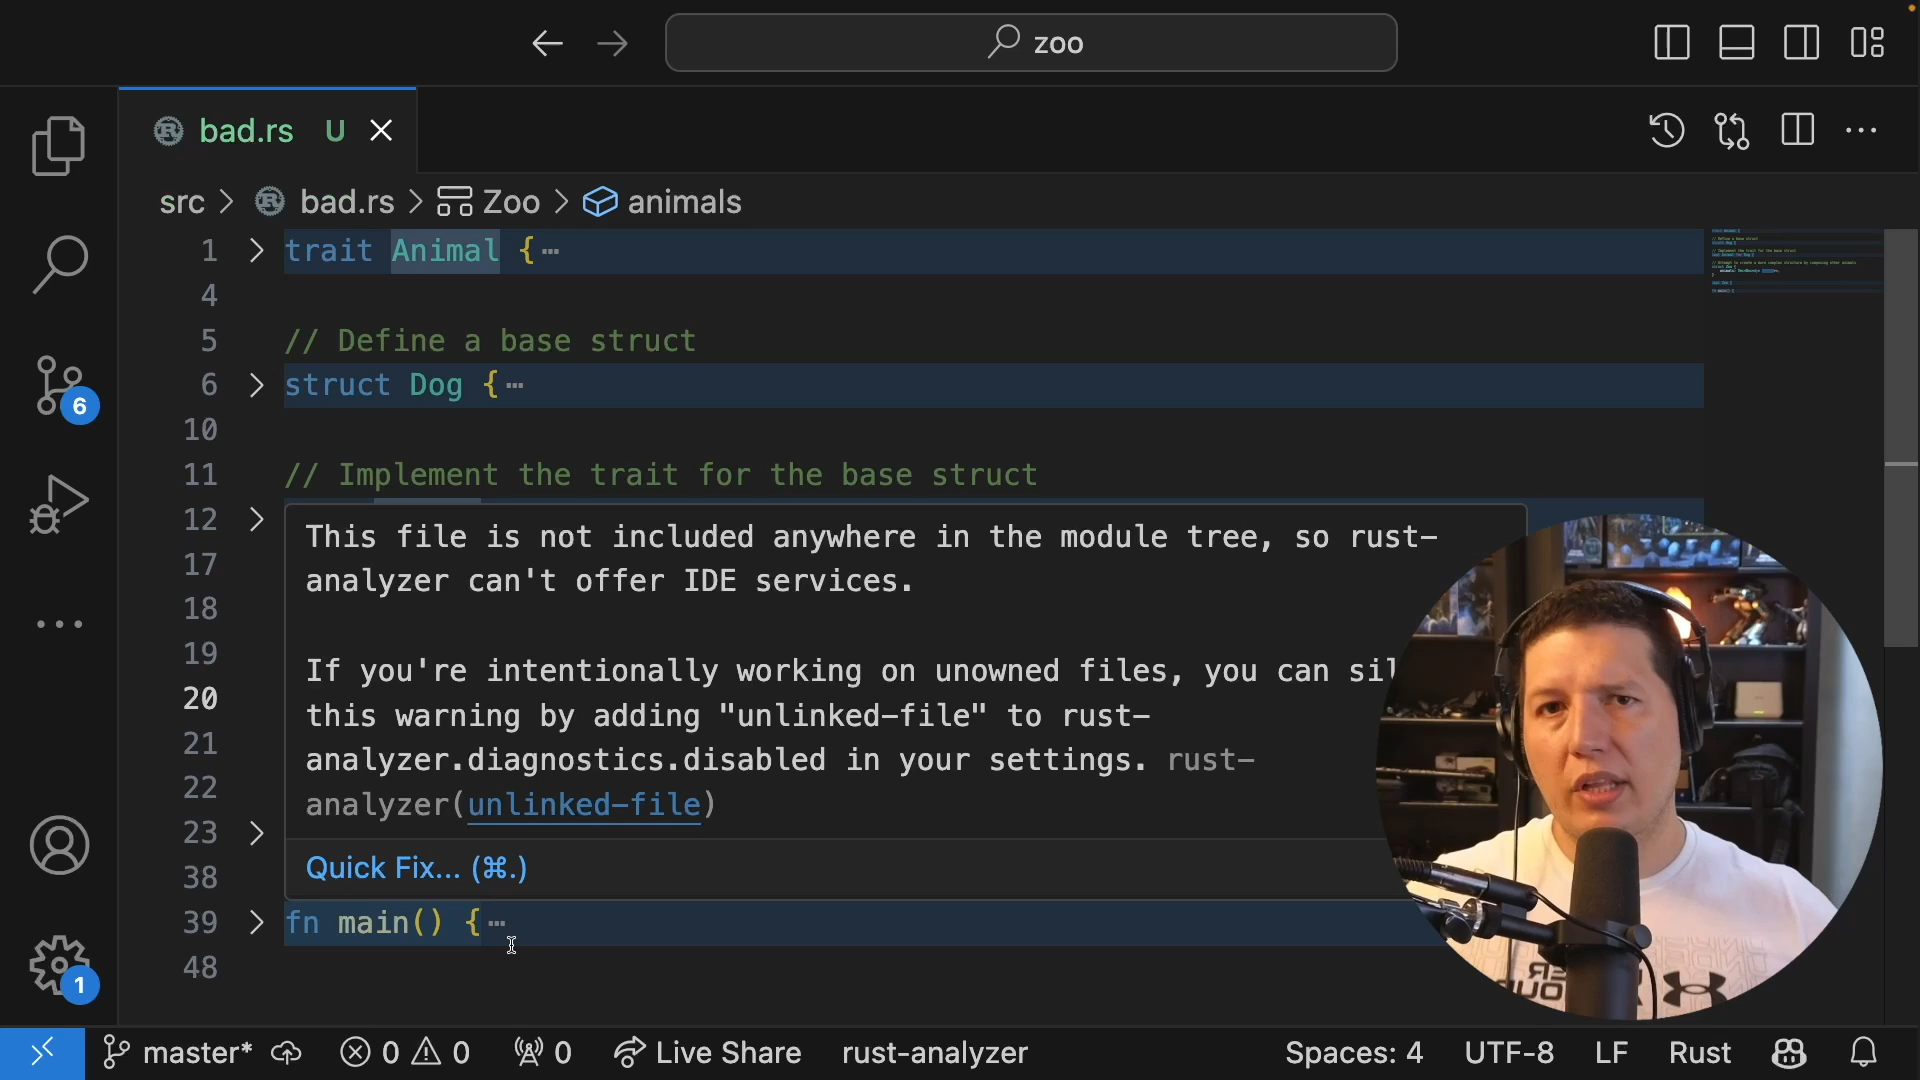 zoo
bad.rs U
src > bad.rs > Zoo > animals
1 trait Animal {⋯
4
5 // Define a base struct
6 struct Dog {⋯
10
11 // Implement the trait for the base struct
12
This file is not included anywhere in the module tree, so rust-
analyzer can't offer IDE services.
17
18
19
If you're intentionally working on unowned files, you can sil
20
this warning by adding "unlinked-file" to rust-
21
analyzer.diagnostics.disabled in your settings. rust-
22
analyzer(unlinked-file)
23
Quick Fix... (⌘.)
38
39 fn main() {⋯
48
6
1
master* 0 0 0 Live Share rust-analyzer Spaces: 4 UTF-8 LF Rust